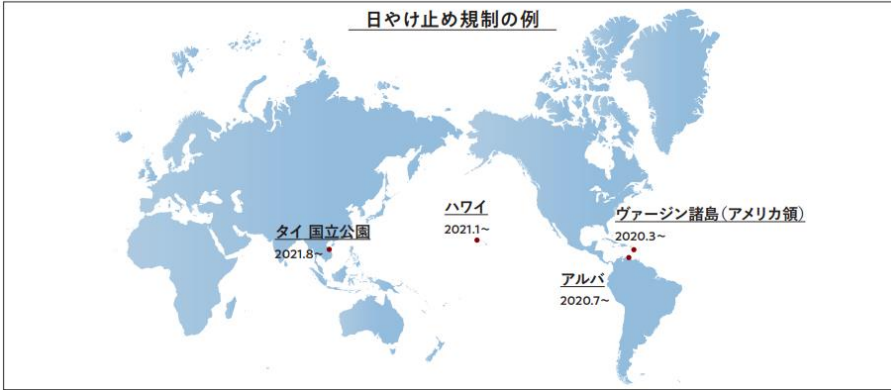 日やけ止め規制の例
ハワイ
2021.1~
ヴァージン諸島(アメリカ領)
2020.3~
タイ 国立公園
2021.8~
アルバ
2020.7~